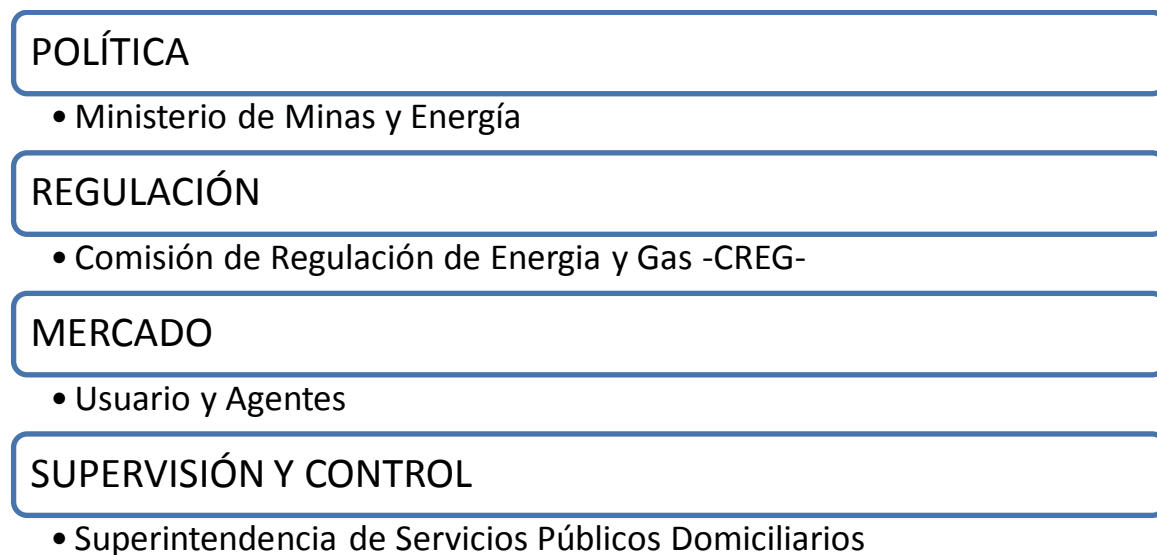 POLÍTICA
• Ministerio de Minas y Energía
REGULACIÓN
• Comisión de Regulación de Energia y Gas -CREG-
MERCADO
• Usuario y Agentes
SUPERVISIÓN Y CONTROL
• Superintendencia de Servicios Públicos Domiciliarios